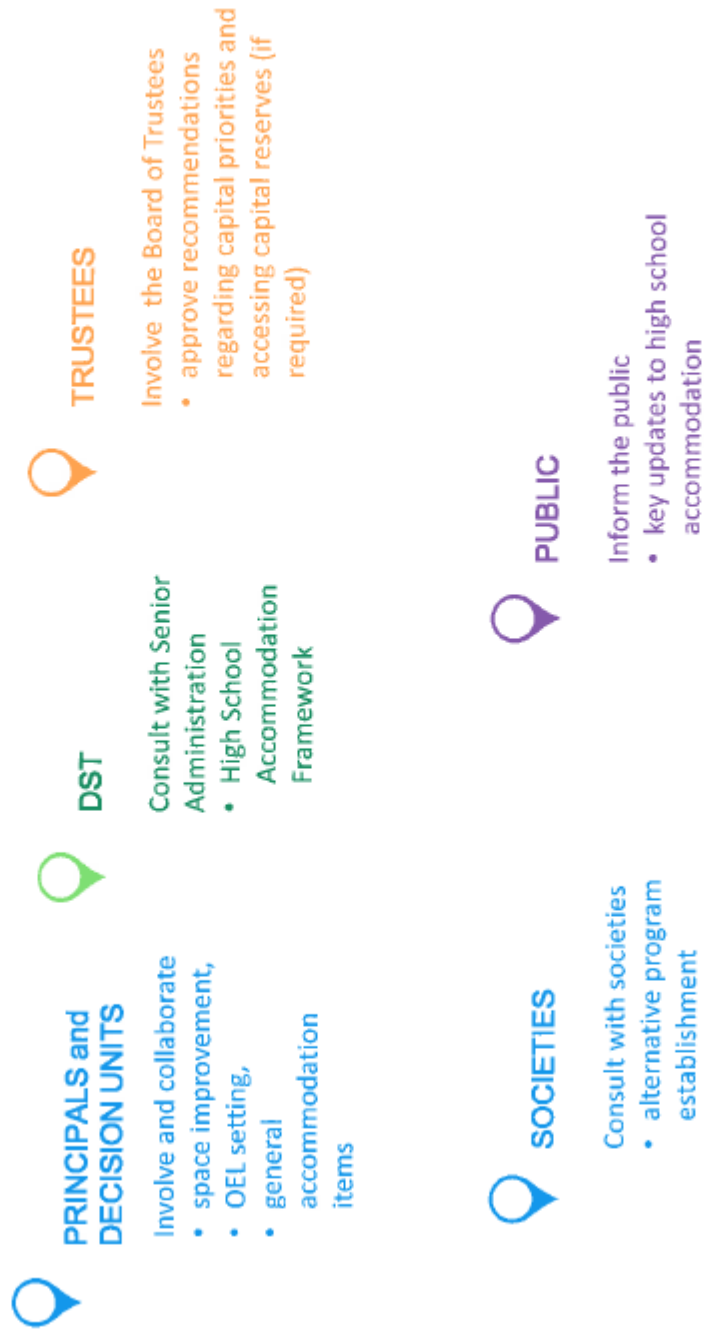 PRINCIPALS and
DECISION UNITS
Involve and collaborate
• space improvement,
• OEL setting,
• general
accommodation
items
DST
Consult with Senior
Administration
• High School
Accommodation
Framework
TRUSTEES
Involve the Board of Trustees
• approve recommendations
regarding capital priorities and
accessing capital reserves (if
required)
SOCIETIES
Consult with societies
• alternative program
establishment
PUBLIC
Inform the public
• key updates to high school
accommodation